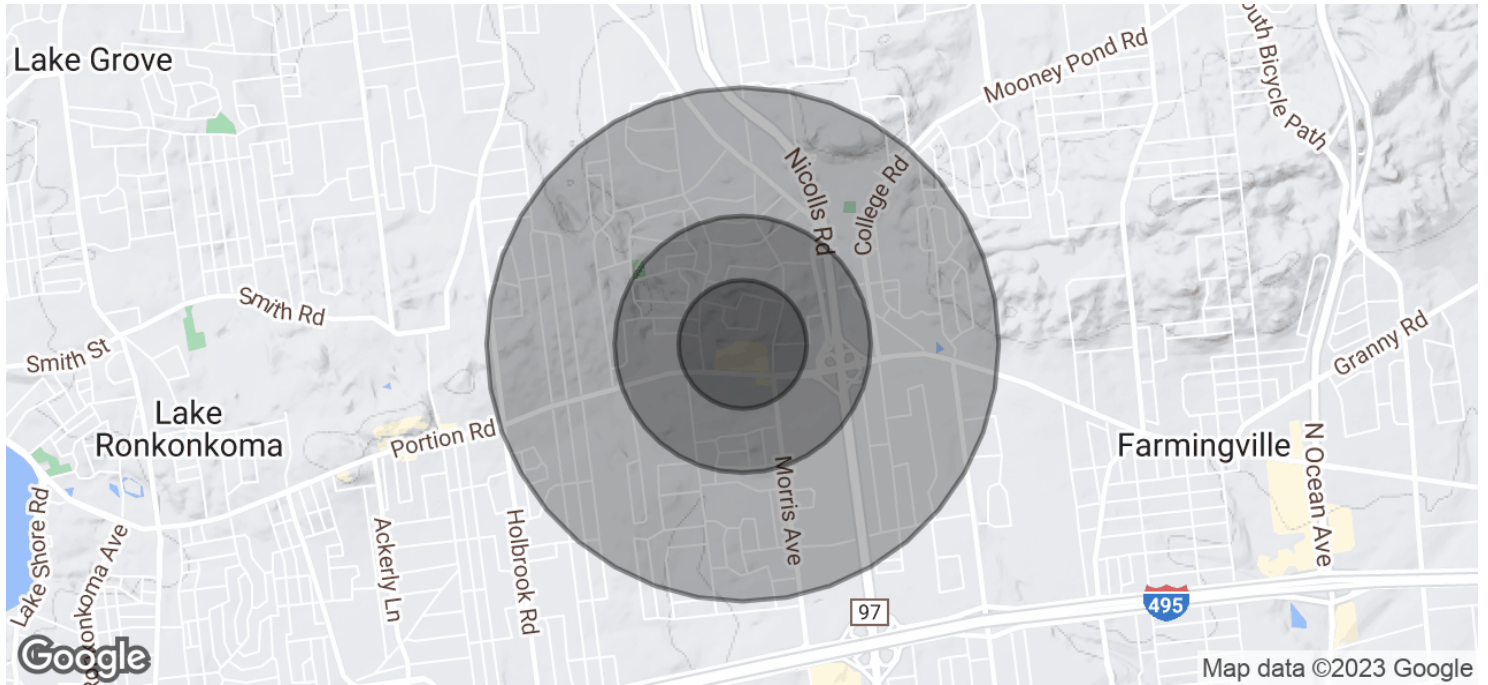 Lake Grove
Mooney Pond Rd
outh Bicycle Path
Nicolls Rd
College Rd
Smith Rd
Smith St
Granny Rd
Lake
Ronkonkoma
Portion Rd
Farmingville
N Ocean Ave
Morris Ave
Lake Shore Rd
Ackerly Ln
Holbrook Rd
onkonkoma Ave
495
97
Google
Map data ©2023 Google